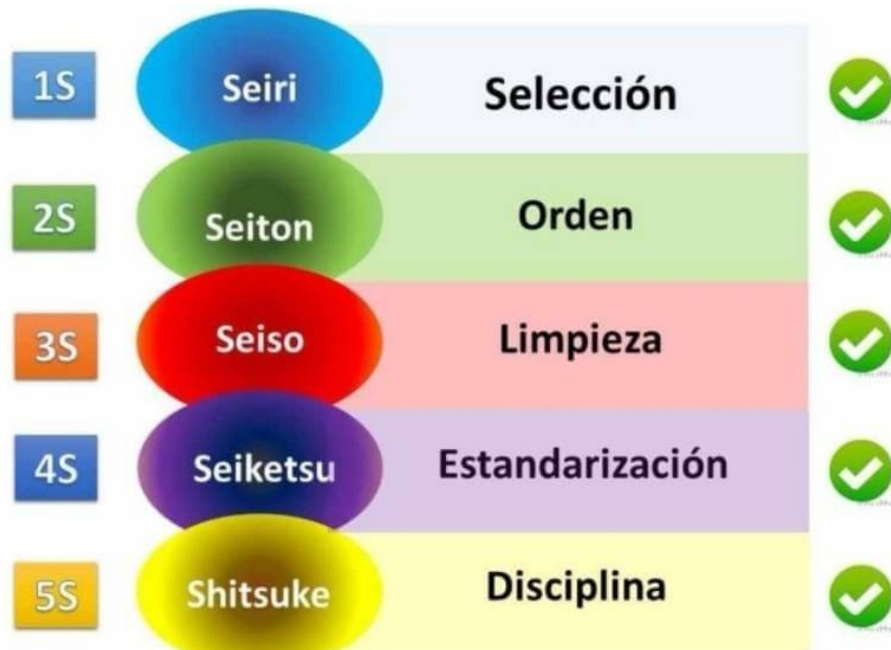 1S Seiri Selección
2S Seiton Orden
3S Seiso Limpieza
4S Seiketsu Estandarización
5S Shitsuke Disciplina